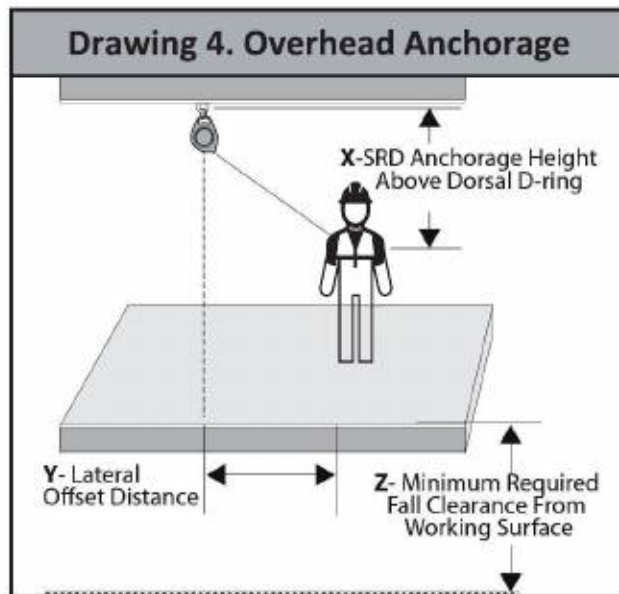 Drawing 4. Overhead Anchorage
X-SRD Anchorage Height
Above Dorsal D-ring
Y- Lateral
Offset Distance
Z- Minimum Required
Fall Clearance From
Working Surface